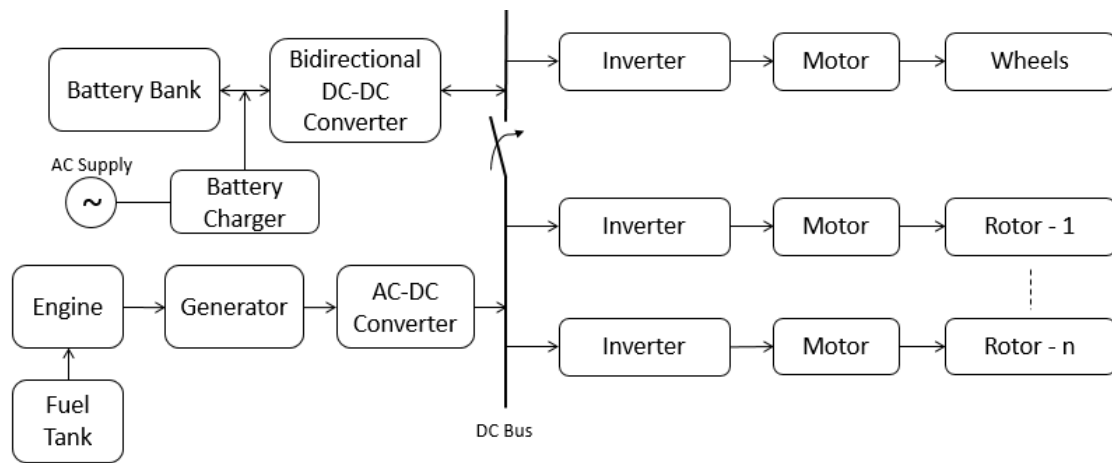 Battery Bank
Bidirectional
DC-DC
Converter
Inverter
Motor
Wheels
AC Supply
~
Battery
Charger
Inverter
Motor
Rotor - 1
Engine
Generator
AC-DC
Converter
Inverter
Motor
Rotor - n
Fuel
Tank
DC Bus